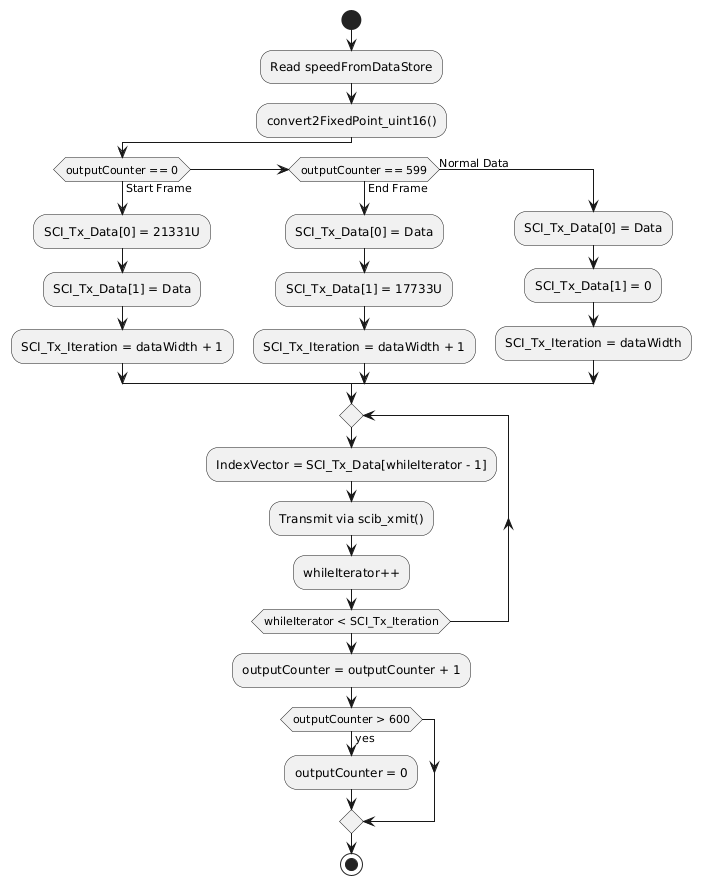 Read speedFromDataStore
convert2FixedPoint_uint16()
outputCounter == 0
Start Frame
SCI_Tx_Data[0] = 21331U
SCI_Tx_Data[1] = Data
SCI_Tx_Iteration = dataWidth + 1
outputCounter == 599
End Frame
SCI_Tx_Data[0] = Data
SCI_Tx_Data[1] = 17733U
SCI_Tx_Iteration = dataWidth + 1
Normal Data
SCI_Tx_Data[0] = Data
SCI_Tx_Data[1] = 0
SCI_Tx_Iteration = dataWidth
IndexVector = SCI_Tx_Data[whileIterator - 1]
Transmit via scib_xmit()
whileIterator++
whileIterator < SCI_Tx_Iteration
outputCounter = outputCounter + 1
outputCounter > 600
yes
outputCounter = 0